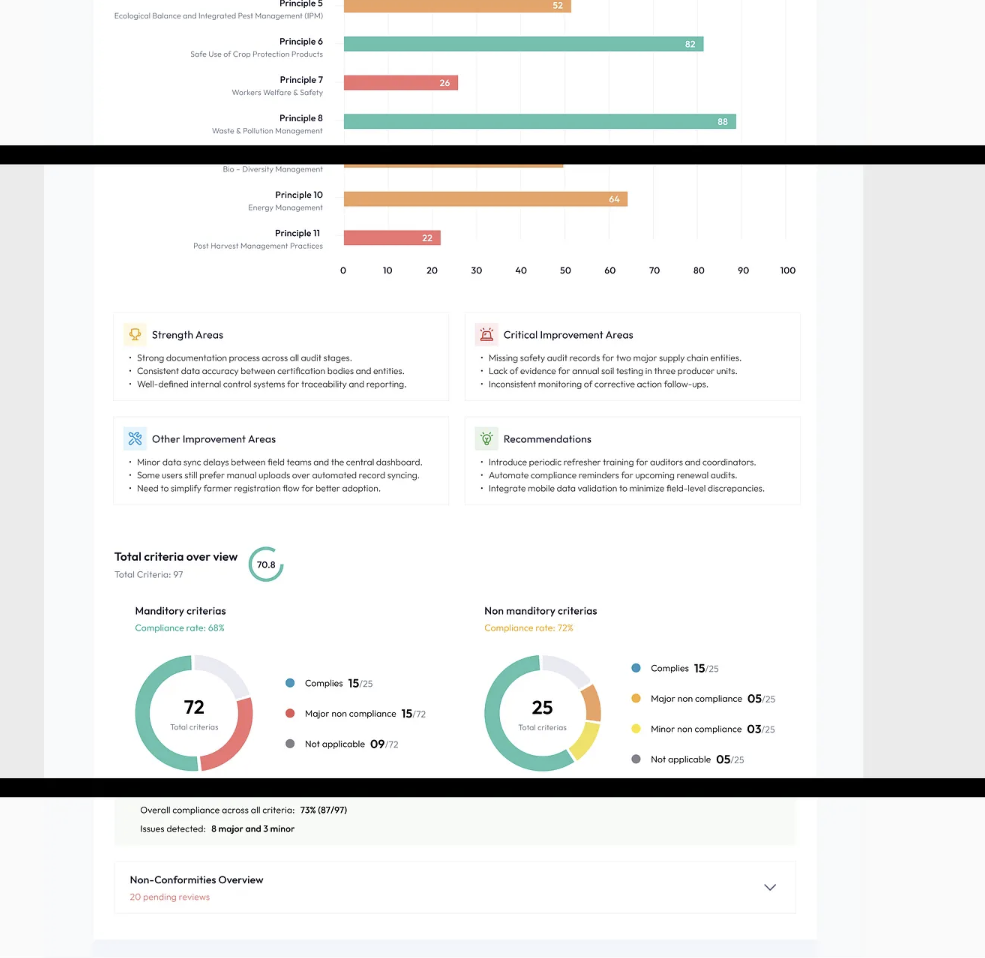 Principle 5
52
Ecological Balance and Integrated Pest Management (IPM)
Principle 6
82
Safe Use of Crop Protection Products
Principle 7
26
Workers Welfare & Safety
Principle 8
88
Waste & Pollution Management
Bio - Diversity Management
Principle 10
64
Energy Management
Principle 11
22
Post Harvest Management Practices
0 10 20 30 40 50 60 70 80 90 100
Strength Areas
• Strong documentation process across all audit stages.
• Consistent data accuracy between certification bodies and entities.
• Well-defined internal control systems for traceability and reporting.
Critical Improvement Areas
• Missing safety audit records for two major supply chain entities.
• Lack of evidence for annual soil testing in three producer units.
• Inconsistent monitoring of corrective action follow-ups.
Other Improvement Areas
• Minor data sync delays between field teams and the central dashboard.
• Some users still prefer manual uploads over automated record syncing.
• Need to simplify farmer registration flow for better adoption.
Recommendations
• Introduce periodic refresher training for auditors and coordinators.
• Automate compliance reminders for upcoming renewal audits.
• Integrate mobile data validation to minimize field-level discrepancies.
Total criteria over view
Total Criteria: 97
70.8
Manditory criterias
Compliance rate: 68%
72
Total criterias
Complies 15/25
Major non compliance 15/72
Not applicable 09/72
Non manditory criterias
Compliance rate: 72%
25
Total criterias
Complies 15/25
Major non compliance 05/25
Minor non compliance 03/25
Not applicable 05/25
Overall compliance across all criteria: 73% (87/97)
Issues detected: 8 major and 3 minor
Non-Conformities Overview
20 pending reviews